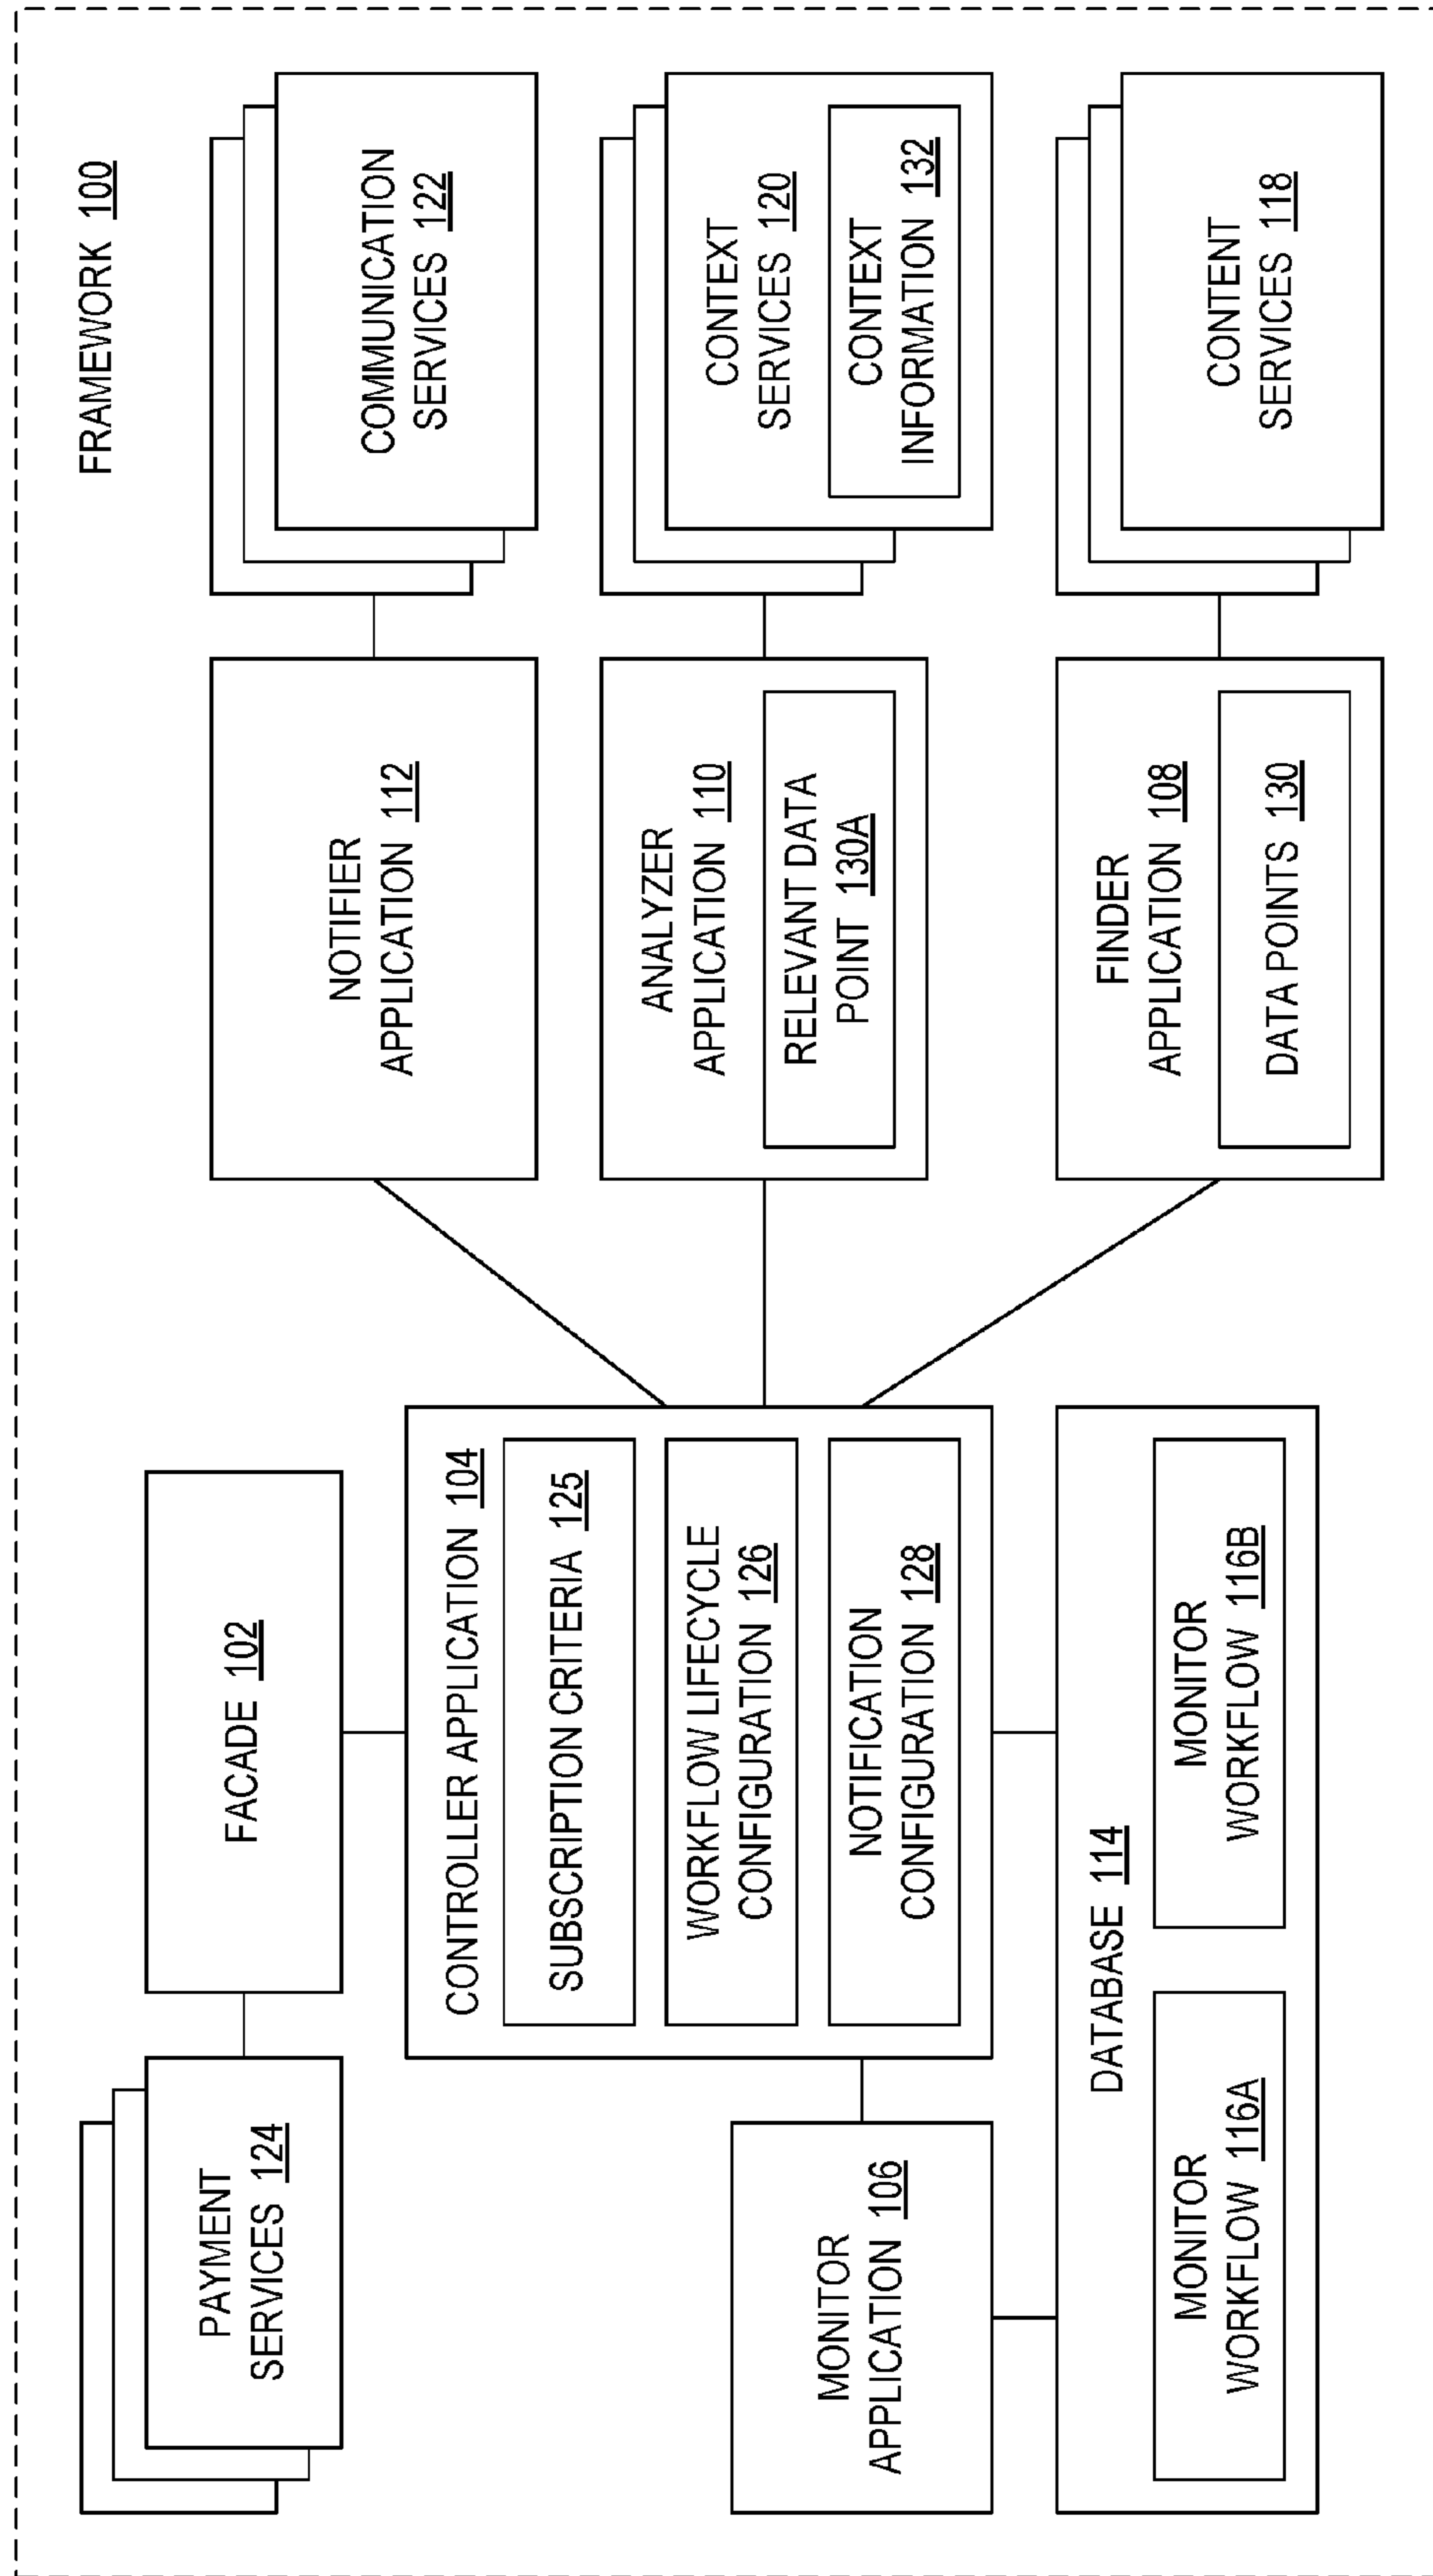 FRAMEWORK 100
PAYMENT
SERVICES 124
FACADE 102
NOTIFIER
APPLICATION 112
COMMUNICATION
SERVICES 122
CONTROLLER APPLICATION 104
SUBSCRIPTION CRITERIA 125
WORKFLOW LIFECYCLE
CONFIGURATION 126
NOTIFICATION
CONFIGURATION 128
ANALYZER
APPLICATION 110
RELEVANT DATA
POINT 130A
CONTEXT
SERVICES 120
CONTEXT
INFORMATION 132
MONITOR
APPLICATION 106
DATABASE 114
MONITOR
WORKFLOW 116A
MONITOR
WORKFLOW 116B
FINDER
APPLICATION 108
DATA POINTS 130
CONTENT
SERVICES 118